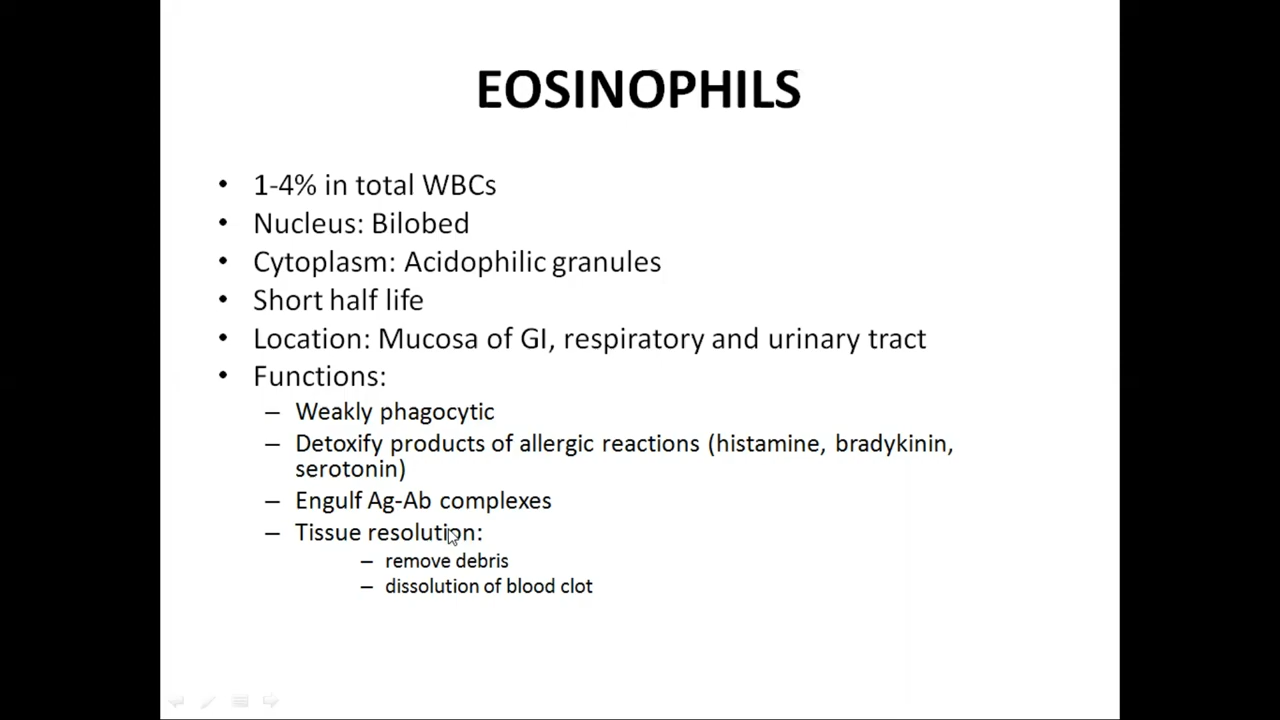 EOSINOPHILS
• 1-4% in total WBCs
• Nucleus: Bilobed
• Cytoplasm: Acidophilic granules
• Short half life
• Location: Mucosa of GI, respiratory and urinary tract
• Functions:
– Weakly phagocytic
– Detoxify products of allergic reactions (histamine, bradykinin,
serotonin)
– Engulf Ag-Ab complexes
– Tissue resolution:
– remove debris
– dissolution of blood clot